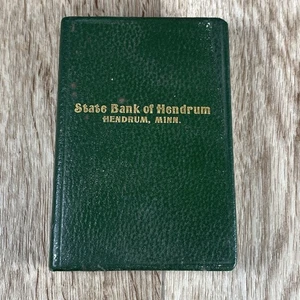 State Bank of Hendrum
HENDRUM, MINN.